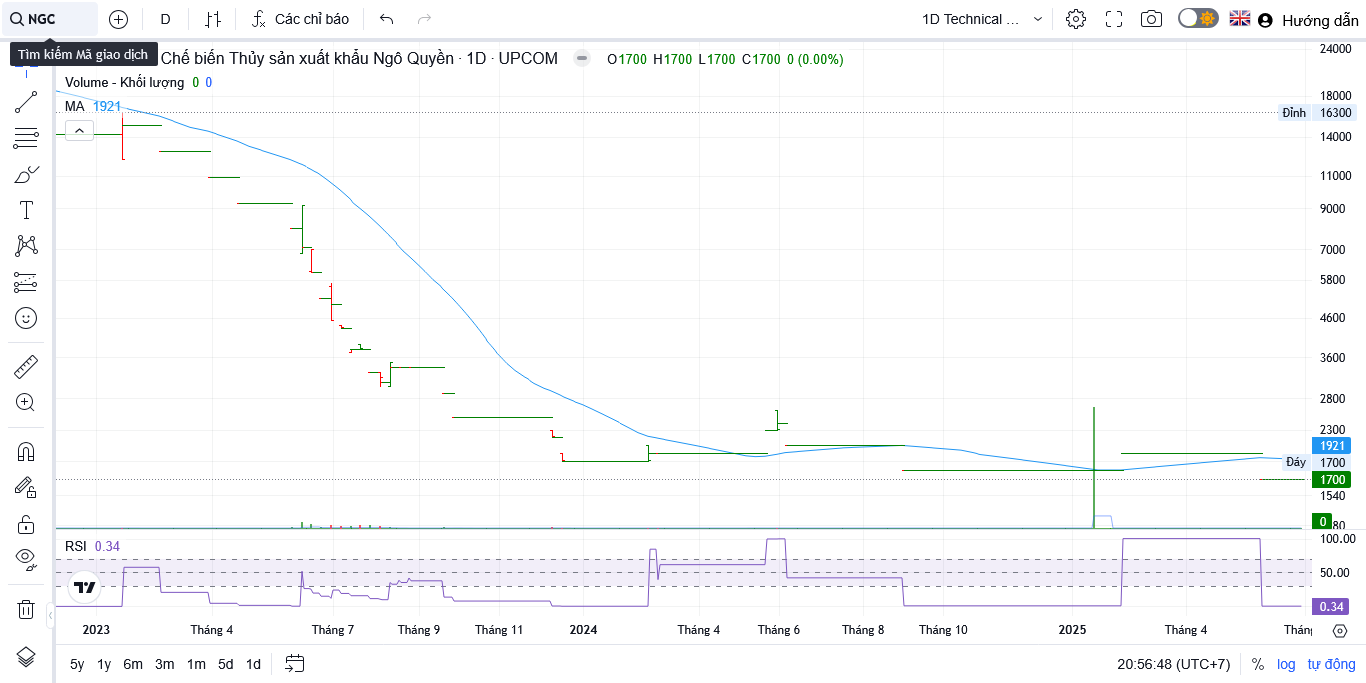 NGC
D
Các chỉ báo
1D Technical ...
Hướng dẫn
Tìm kiếm Mã giao dịch
Chế biến Thủy sản xuất khẩu Ngô Quyền · 1D · UPCOM
O1700 H1700 L1700 C1700 0 (0.00%)
Volume - Khối lượng 0 0
MA 1921
24000
18000
Đỉnh 16300
14000
11000
9000
7000
5800
4600
3600
2800
2300
1921
Đáy 1700
1700
1540
0
80
RSI 0.34
100.00
50.00
0.34
2023 Tháng 4 Tháng 7 Tháng 9 Tháng 11 2024 Tháng 4 Tháng 6 Tháng 8 Tháng 10 2025 Tháng 4 Thán
5y 1y 6m 3m 1m 5d 1d
20:56:48 (UTC+7) % log tự động